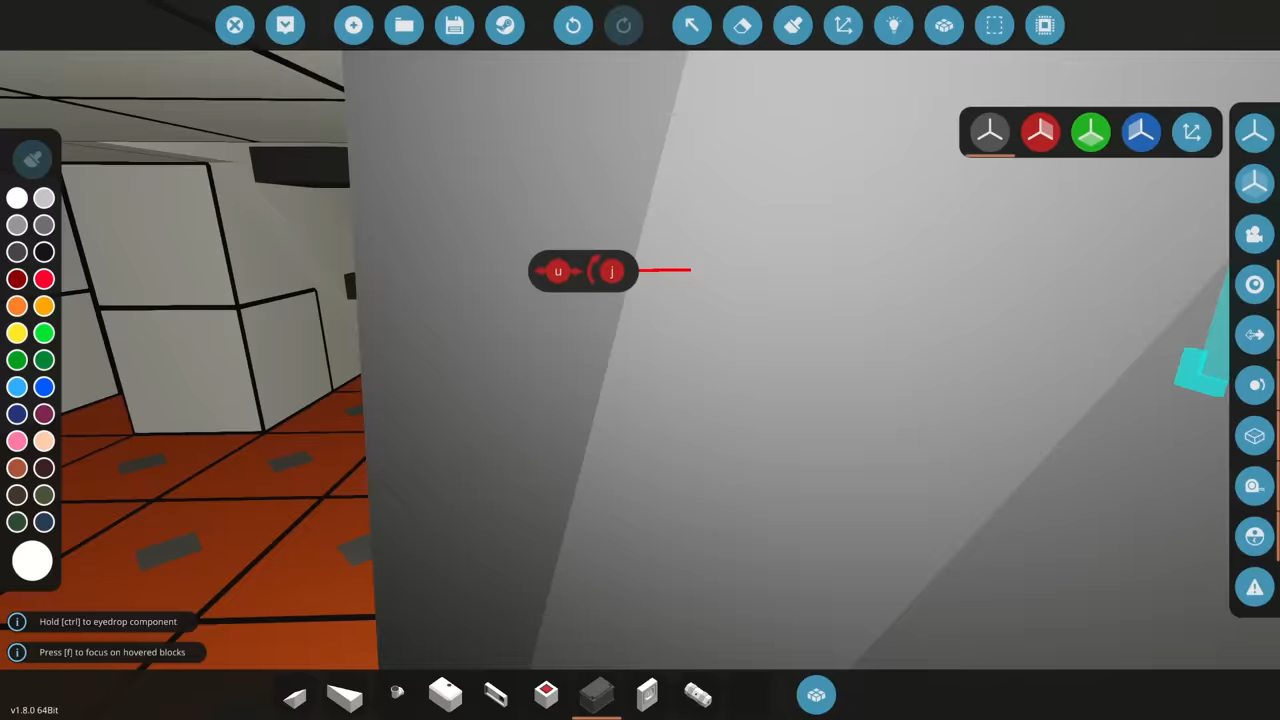 u j
Hold [ctrl] to eyedrop component
Press [f] to focus on hovered blocks
v1.8.0 64Bit